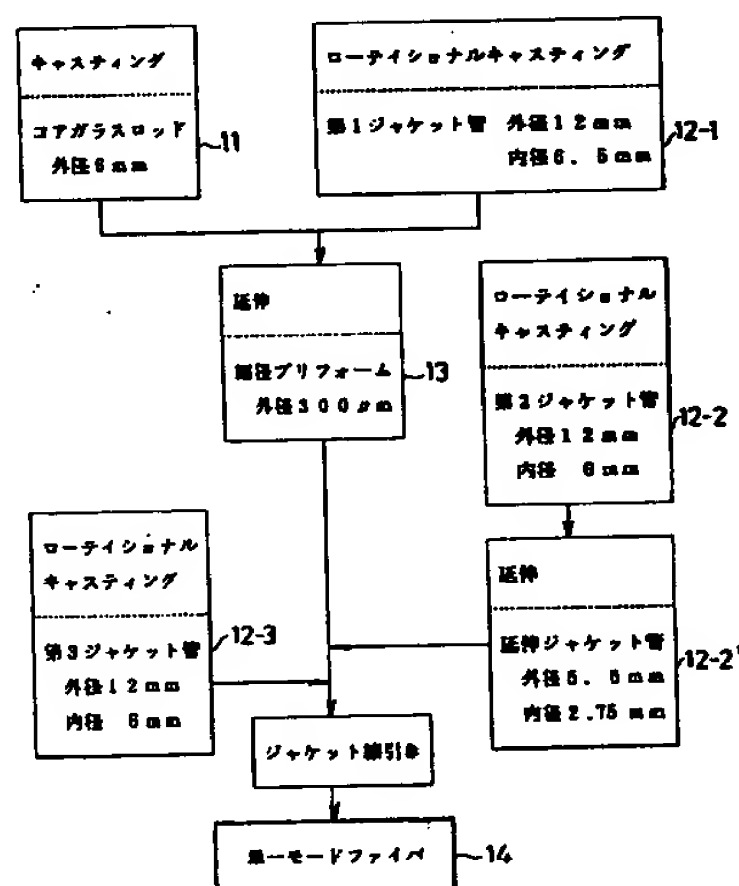 キャスティング
コアガラスロッド
外径6mm
11
ローテイショナルキャスティング
第1ジャケット管 外径12mm
内径6.5mm
12-1
延伸
細径プリフォーム
外径300μm
13
ローテイショナル
キャスティング
第2ジャケット管
外径12mm
内径 6mm
12-2
ローテイショナル
キャスティング
第3ジャケット管
外径12mm
内径 6mm
12-3
延伸
延伸ジャケット管
外径5.5mm
内径2.75mm
12-2'
ジャケット線引き
単一モードファイバ
14